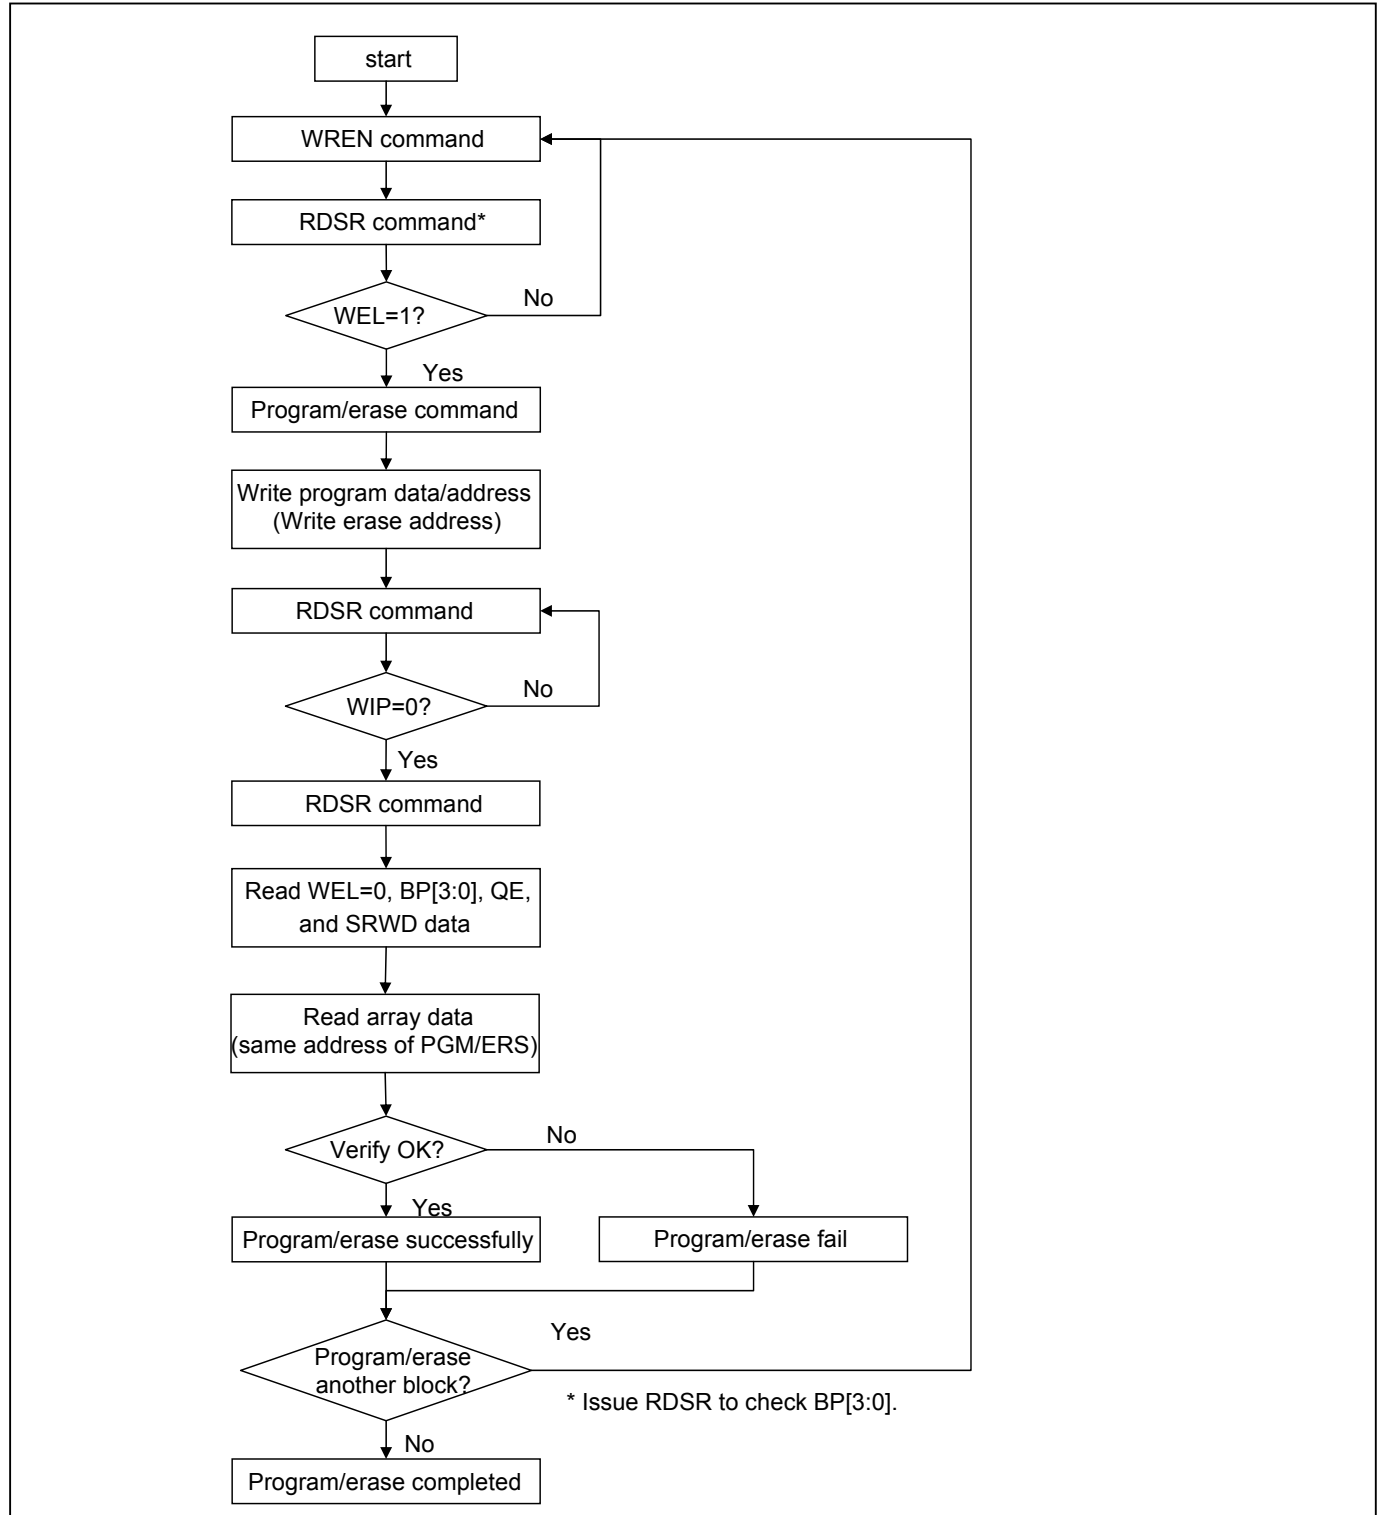 start
WREN command
RDSR command*
WEL=1?
No
Yes
Program/erase command
Write program data/address
(Write erase address)
RDSR command
WIP=0?
No
Yes
RDSR command
Read WEL=0, BP[3:0], QE,
and SRWD data
Read array data
(same address of PGM/ERS)
Verify OK?
No
Yes
Program/erase successfully
Program/erase fail
Yes
Program/erase
another block?
* Issue RDSR to check BP[3:0].
No
Program/erase completed